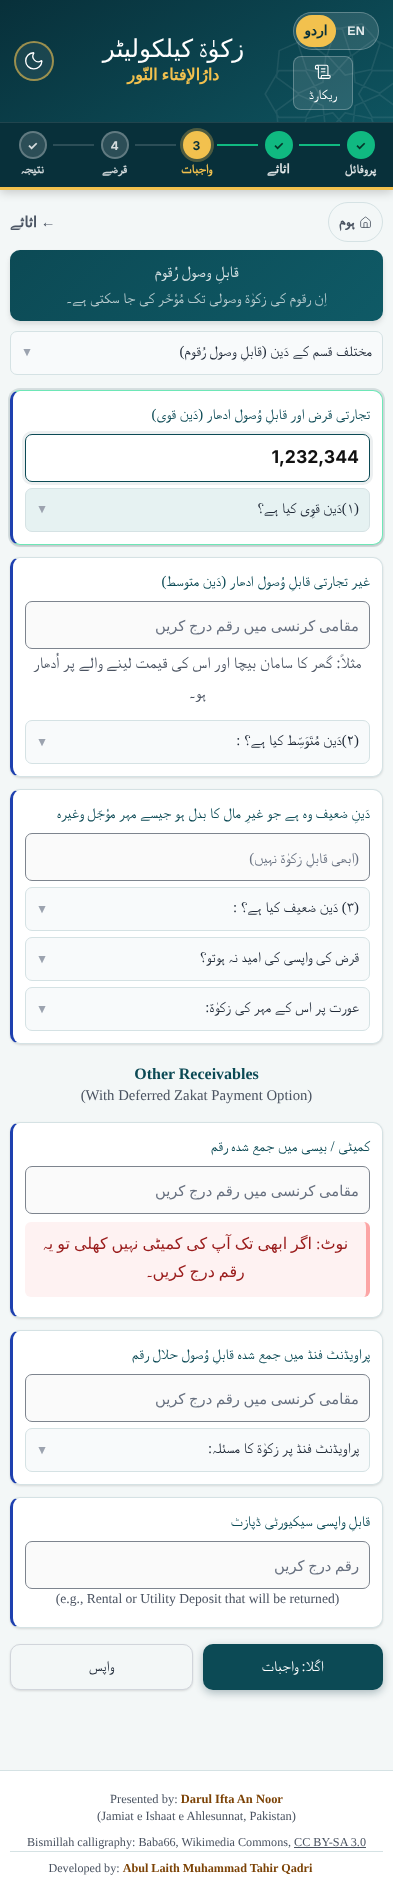 اردو EN
ریکارڈ
زکوٰۃ کیلکولیٹر
دارُالإفتاء النّور
پروفائل
اثاثے
3 واجبات
4 قرضے
نتیجہ
ہوم
← اثاثے
قابلِ وصول رُقوم
اِن رقوم کی زکوٰۃ وصولی تک مُؤخّر کی جا سکتی ہے۔
مختلف قسم کے دَین (قابلِ وصول رُقوم)
تجارتی قرض اور قابلِ وُصول ادھار (دَین قوی)
1,232,344
(۱)دَین قوِی کیا ہے؟
غیر تجارتی قابلِ وُصول ادھار (دَین متوسط)
مقامی کرنسی میں رقم درج کریں
مثلاً: گھر کا سامان بیچا اور اس کی قیمت لینے والے پر اُدھار
ہو۔
(۲)دَین مُتَوَسّط کیا ہے؟ :
دَینِ ضعیف وہ ہے جو غیرِ مال کا بدل ہو جیسے مہر مؤجّل وغیرہ
(ابھی قابلِ زکوٰۃ نہیں)
(۳) دَین ضعیف کیا ہے؟ :
قرض کی واپسی کی امید نہ ہوتو؟
عورت پر اس کے مہر کی زکوٰۃ:
Other Receivables
(With Deferred Zakat Payment Option)
کمیٹی / بیسی میں جمع شدہ رقم
مقامی کرنسی میں رقم درج کریں
نوٹ: اگر ابھی تک آپ کی کمیٹی نہیں کھلی تو یہ
رقم درج کریں۔
پراویڈنٹ فنڈ میں جمع شدہ قابلِ وُصول حلال رقم
مقامی کرنسی میں رقم درج کریں
پراویڈنٹ فنڈ پر زکوٰۃ کا مسئلہ:
قابلِ واپسی سیکیورٹی ڈپازٹ
رقم درج کریں
(e.g., Rental or Utility Deposit that will be returned)
اگلا: واجبات
واپس
Presented by: Darul Ifta An Noor
(Jamiat e Ishaat e Ahlesunnat, Pakistan)
Bismillah calligraphy: Baba66, Wikimedia Commons, CC BY-SA 3.0
Developed by: Abul Laith Muhammad Tahir Qadri